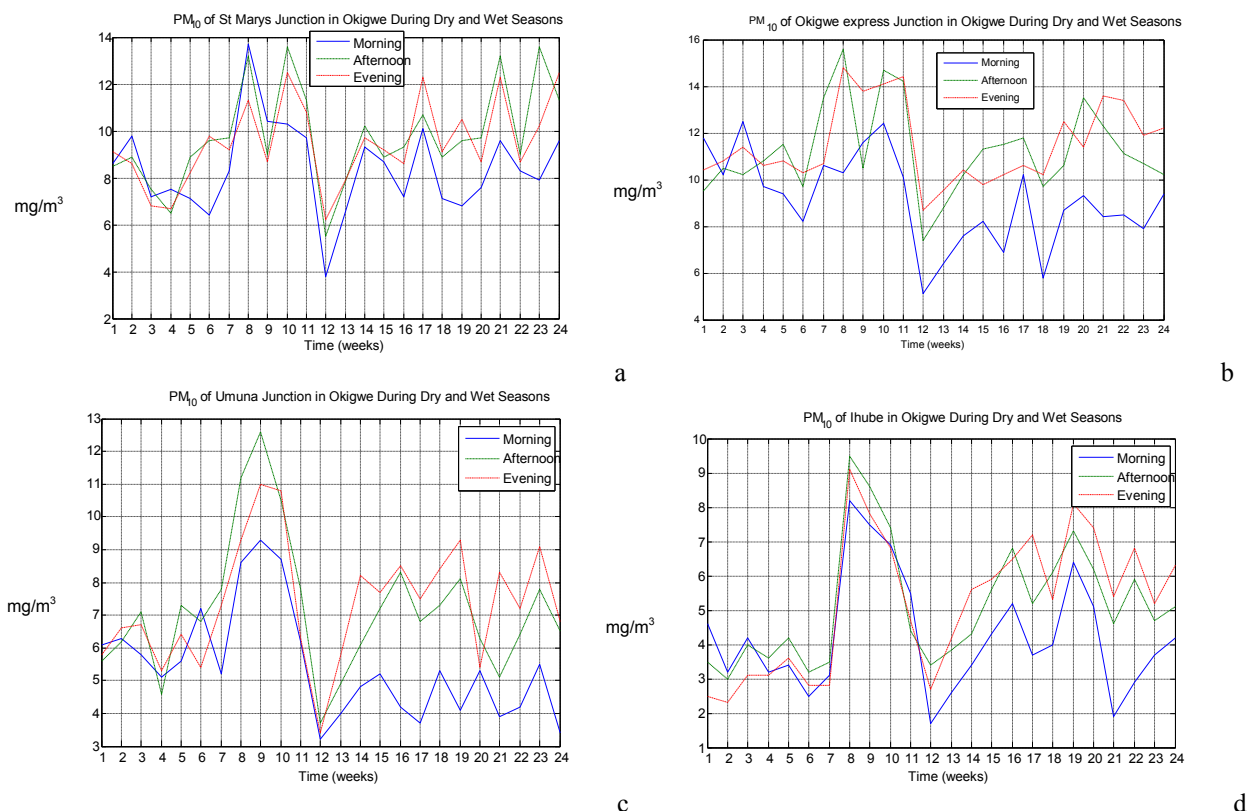 PM10 of St Marys Junction in Okigwe During Dry and Wet Seasons
14
12
10
8
6
4
2
mg/m3
Morning
Afternoon
Evening
1 2 3 4 5 6 7 8 9 10 11 12 13 14 15 16 17 18 19 20 21 22 23 24
Time (weeks)
a
PM 10 of Okigwe express Junction in Okigwe During Dry and Wet Seasons
16
14
12
10
8
6
4
mg/m3
Morning
Afternoon
Evening
1 2 3 4 5 6 7 8 9 10 11 12 13 14 15 16 17 18 19 20 21 22 23 24
Time (weeks)
b
PM10 of Umuna Junction in Okigwe During Dry and Wet Seasons
13
12
11
10
9
8
7
6
5
4
3
mg/m3
Morning
Afternoon
Evening
1 2 3 4 5 6 7 8 9 10 11 12 13 14 15 16 17 18 19 20 21 22 23 24
Time (weeks)
c
PM10 of Ihube in Okigwe During Dry and Wet Seasons
10
9
8
7
6
5
4
3
2
1
mg/m3
Morning
Afternoon
Evening
1 2 3 4 5 6 7 8 9 10 11 12 13 14 15 16 17 18 19 20 21 22 23 24
Time (weeks)
d